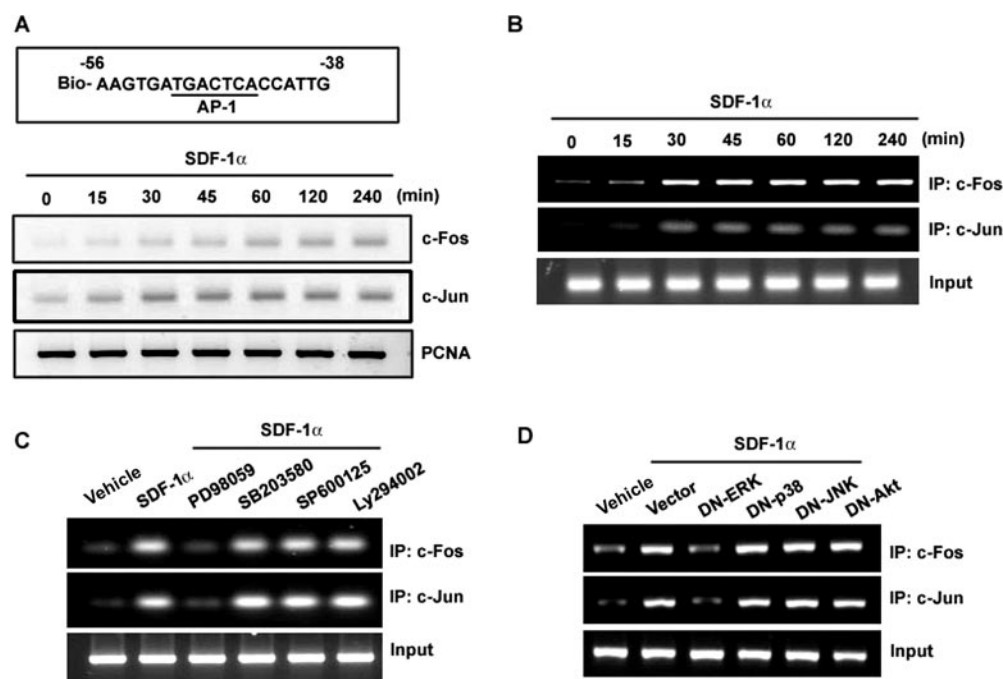 A
-56 -38
Bio- AAGTGATGACTCACCATTG
AP-1
SDF-1α
0 15 30 45 60 120 240 (min)
c-Fos
c-Jun
PCNA
B
SDF-1α
0 15 30 45 60 120 240 (min)
IP: c-Fos
IP: c-Jun
Input
C
SDF-1α
Vehicle SDF-1α PD98059 SB203580 SP600125 Ly294002
IP: c-Fos
IP: c-Jun
Input
D
SDF-1α
Vehicle Vector DN-ERK DN-p38 DN-JNK DN-Akt
IP: c-Fos
IP: c-Jun
Input